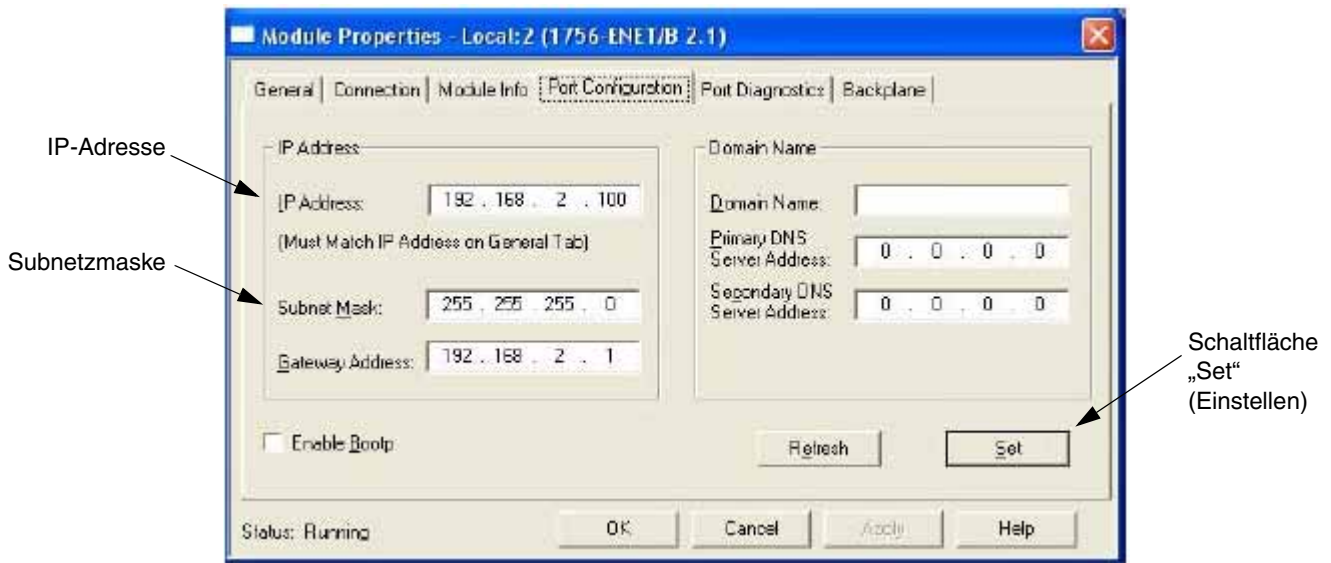 Module Properties - Local:2 (1756-ENET/B 2.1)
General
Connection
Module Info
Port Configuration
Port Diagnostics
Backplane
IP-Adresse
IP Address
IP Address:
192 . 168 . 2 . 100
(Must Match IP Address on General Tab)
Subnetzmaske
Subnet Mask:
255 . 255 . 255 . 0
Gateway Address:
192 . 168 . 2 . 1
Domain Name
Domain Name:
Primary DNS
Server Address:
0 . 0 . 0 . 0
Secondary DNS
Server Address:
0 . 0 . 0 . 0
Schaltfläche
„Set“
(Einstellen)
Enable Bootp
Refresh
Set
Status: Running
OK
Cancel
Apply
Help